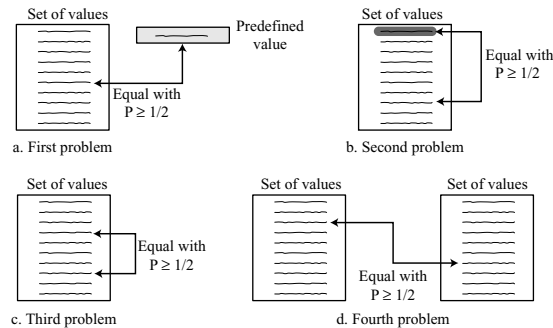 Set of values
Predefined
value
Equal with
P ≥ 1/2
a. First problem
Set of values
Equal with
P ≥ 1/2
b. Second problem
Set of values
Equal with
P ≥ 1/2
c. Third problem
Set of values
Set of values
Equal with
P ≥ 1/2
d. Fourth problem